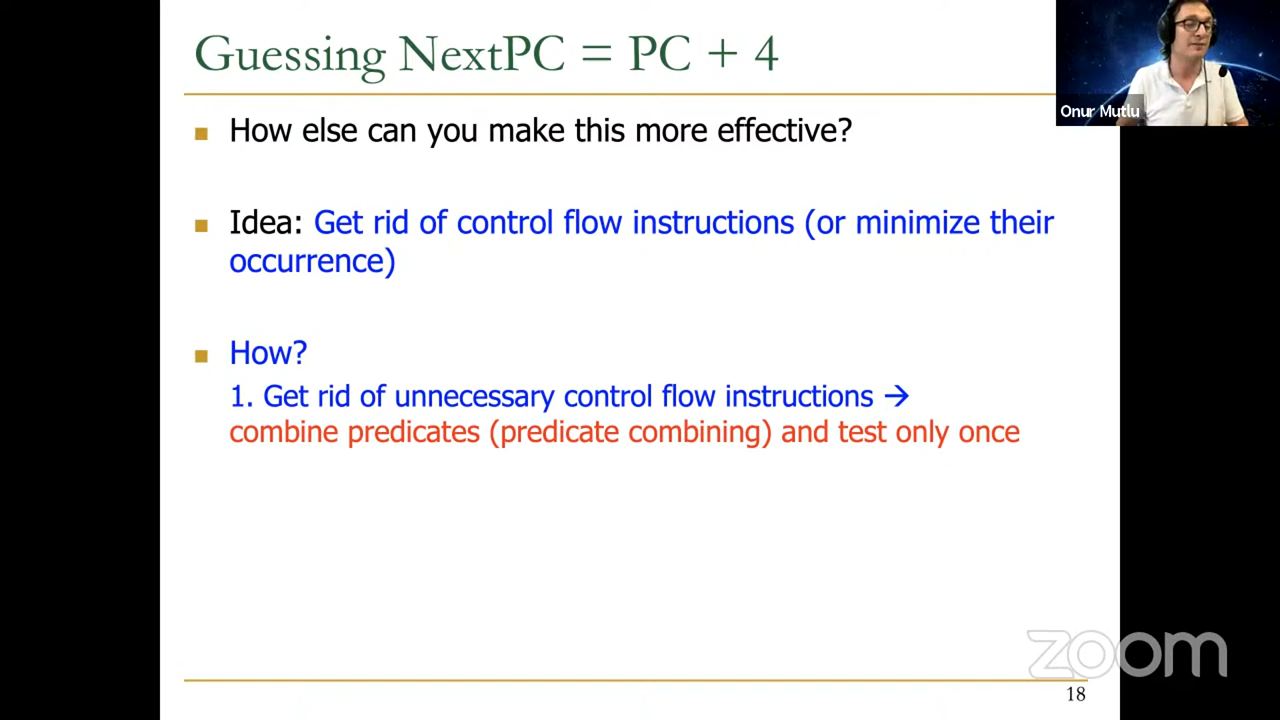 Guessing NextPC = PC + 4
Onur Mutlu
How else can you make this more effective?
Idea: Get rid of control flow instructions (or minimize their
occurrence)
How?
1. Get rid of unnecessary control flow instructions →
combine predicates (predicate combining) and test only once
zoom
18